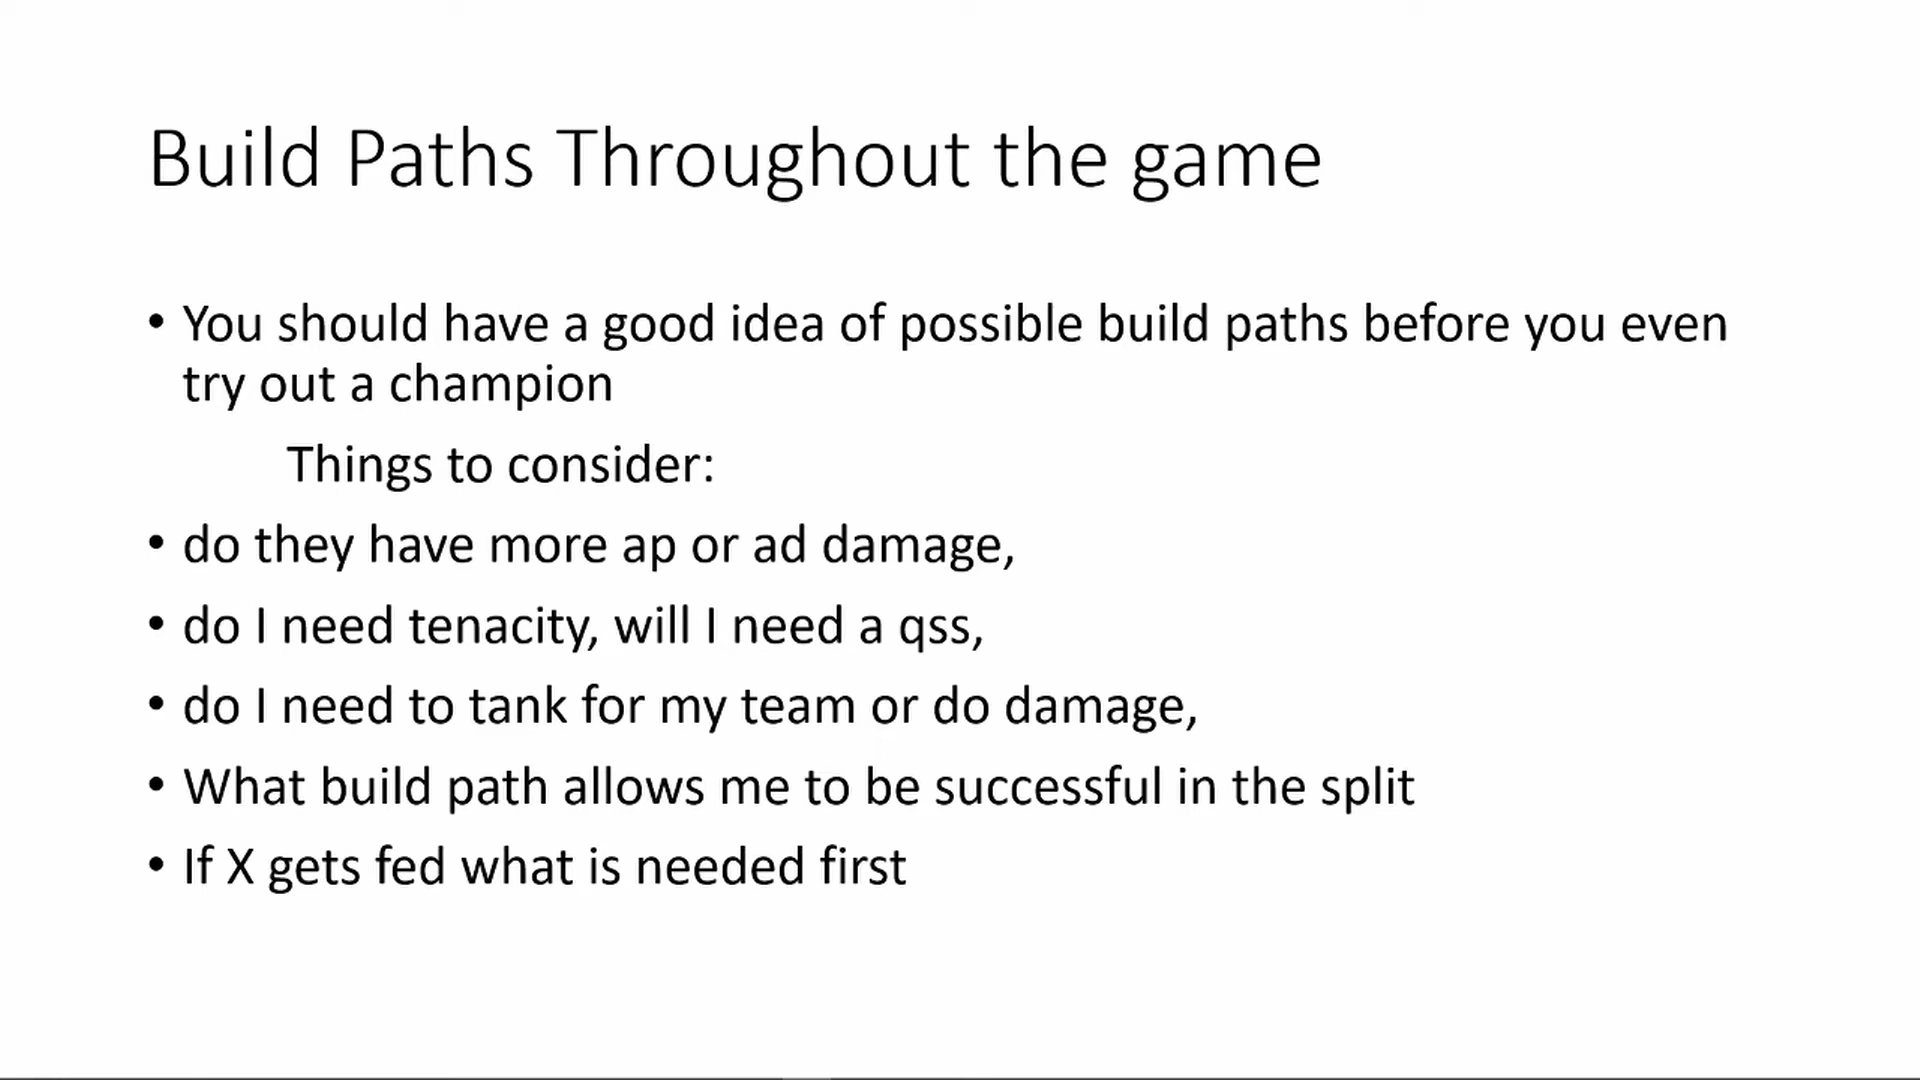 Build Paths Throughout the game
• You should have a good idea of possible build paths before you even
try out a champion
Things to consider:
• do they have more ap or ad damage,
• do I need tenacity, will I need a qss,
• do I need to tank for my team or do damage,
• What build path allows me to be successful in the split
• If X gets fed what is needed first